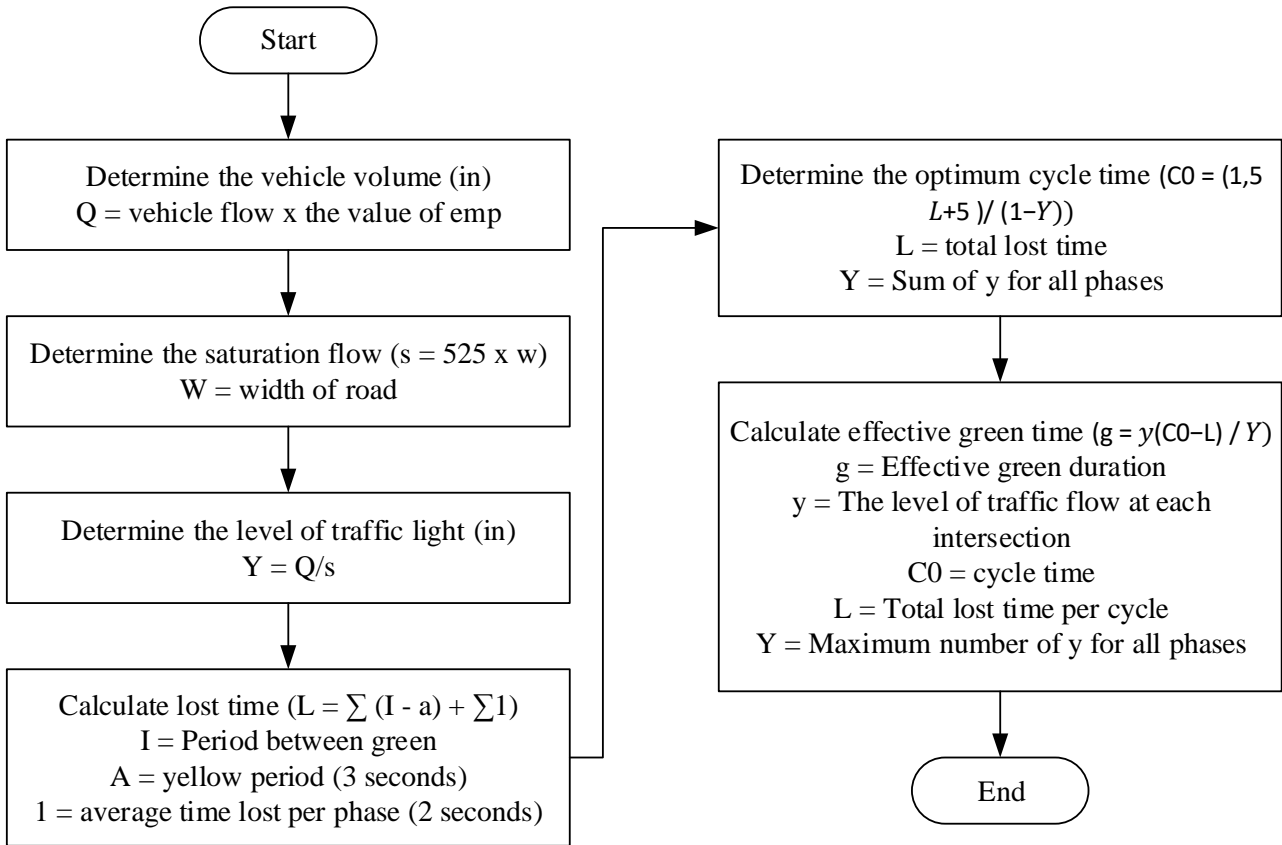 Start
Determine the vehicle volume (in)
Q = vehicle flow x the value of emp
Determine the saturation flow (s = 525 x w)
W = width of road
Determine the level of traffic light (in)
Y = Q/s
Calculate lost time (L = ∑ (I - a) + ∑1)
I = Period between green
A = yellow period (3 seconds)
1 = average time lost per phase (2 seconds)
Determine the optimum cycle time (C0 = (1,5
L+5 )/ (1−Y))
L = total lost time
Y = Sum of y for all phases
Calculate effective green time (g = y(C0−L) / Y)
g = Effective green duration
y = The level of traffic flow at each
intersection
C0 = cycle time
L = Total lost time per cycle
Y = Maximum number of y for all phases
End